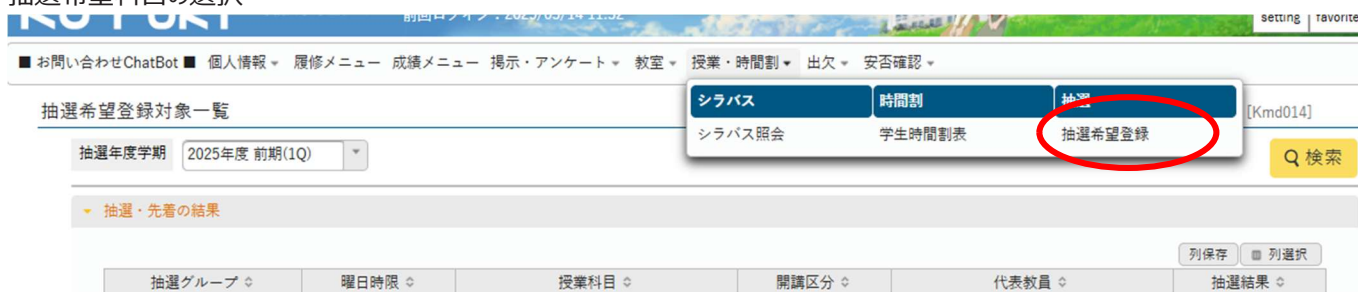 抽選希望科目の選択
前回ログイン : 2025/03/14 11:52
setting favorite
■ お問い合わせChatBot ■ 個人情報 履修メニュー 成績メニュー 掲示・アンケート 教室 授業・時間割 出欠 安否確認
シラバス 時間割 抽選
シラバス照会 学生時間割表 抽選希望登録
抽選希望登録対象一覧 [Kmd014]
抽選年度学期 2025年度 前期(1Q) 検索
抽選・先着の結果
列保存 列選択
抽選グループ 曜日時限 授業科目 開講区分 代表教員 抽選結果